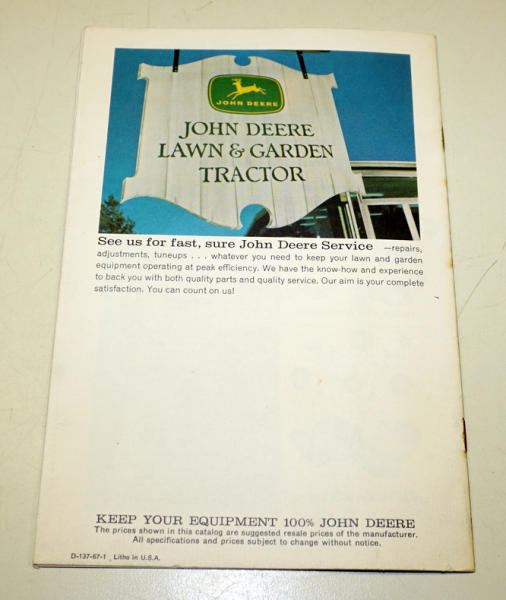 JOHN DEERE
JOHN DEERE
LAWN & GARDEN
TRACTOR
See us for fast, sure John Deere Service —repairs,
adjustments, tuneups . . . whatever you need to keep your lawn and garden
equipment operating at peak efficiency. We have the know-how and experience
to back you with both quality parts and quality service. Our aim is your complete
satisfaction. You can count on us!
KEEP YOUR EQUIPMENT 100% JOHN DEERE
The prices shown in this catalog are suggested resale prices of the manufacturer.
All specifications and prices subject to change without notice.
D-137-67-1 Litho in U.S.A.